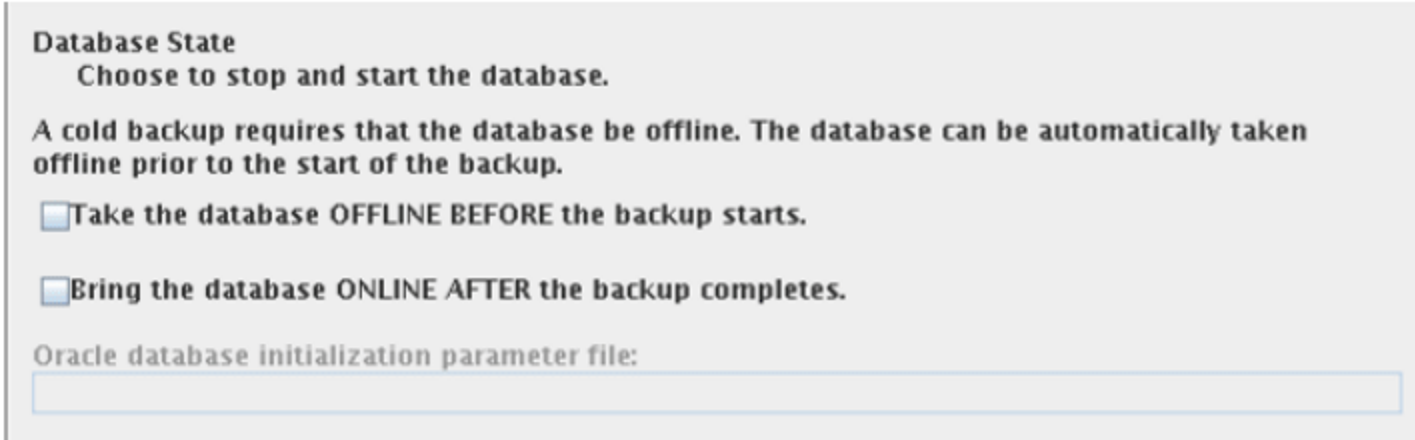 Database State
Choose to stop and start the database.
A cold backup requires that the database be offline. The database can be automatically taken
offline prior to the start of the backup.
Take the database OFFLINE BEFORE the backup starts.
Bring the database ONLINE AFTER the backup completes.
Oracle database initialization parameter file: